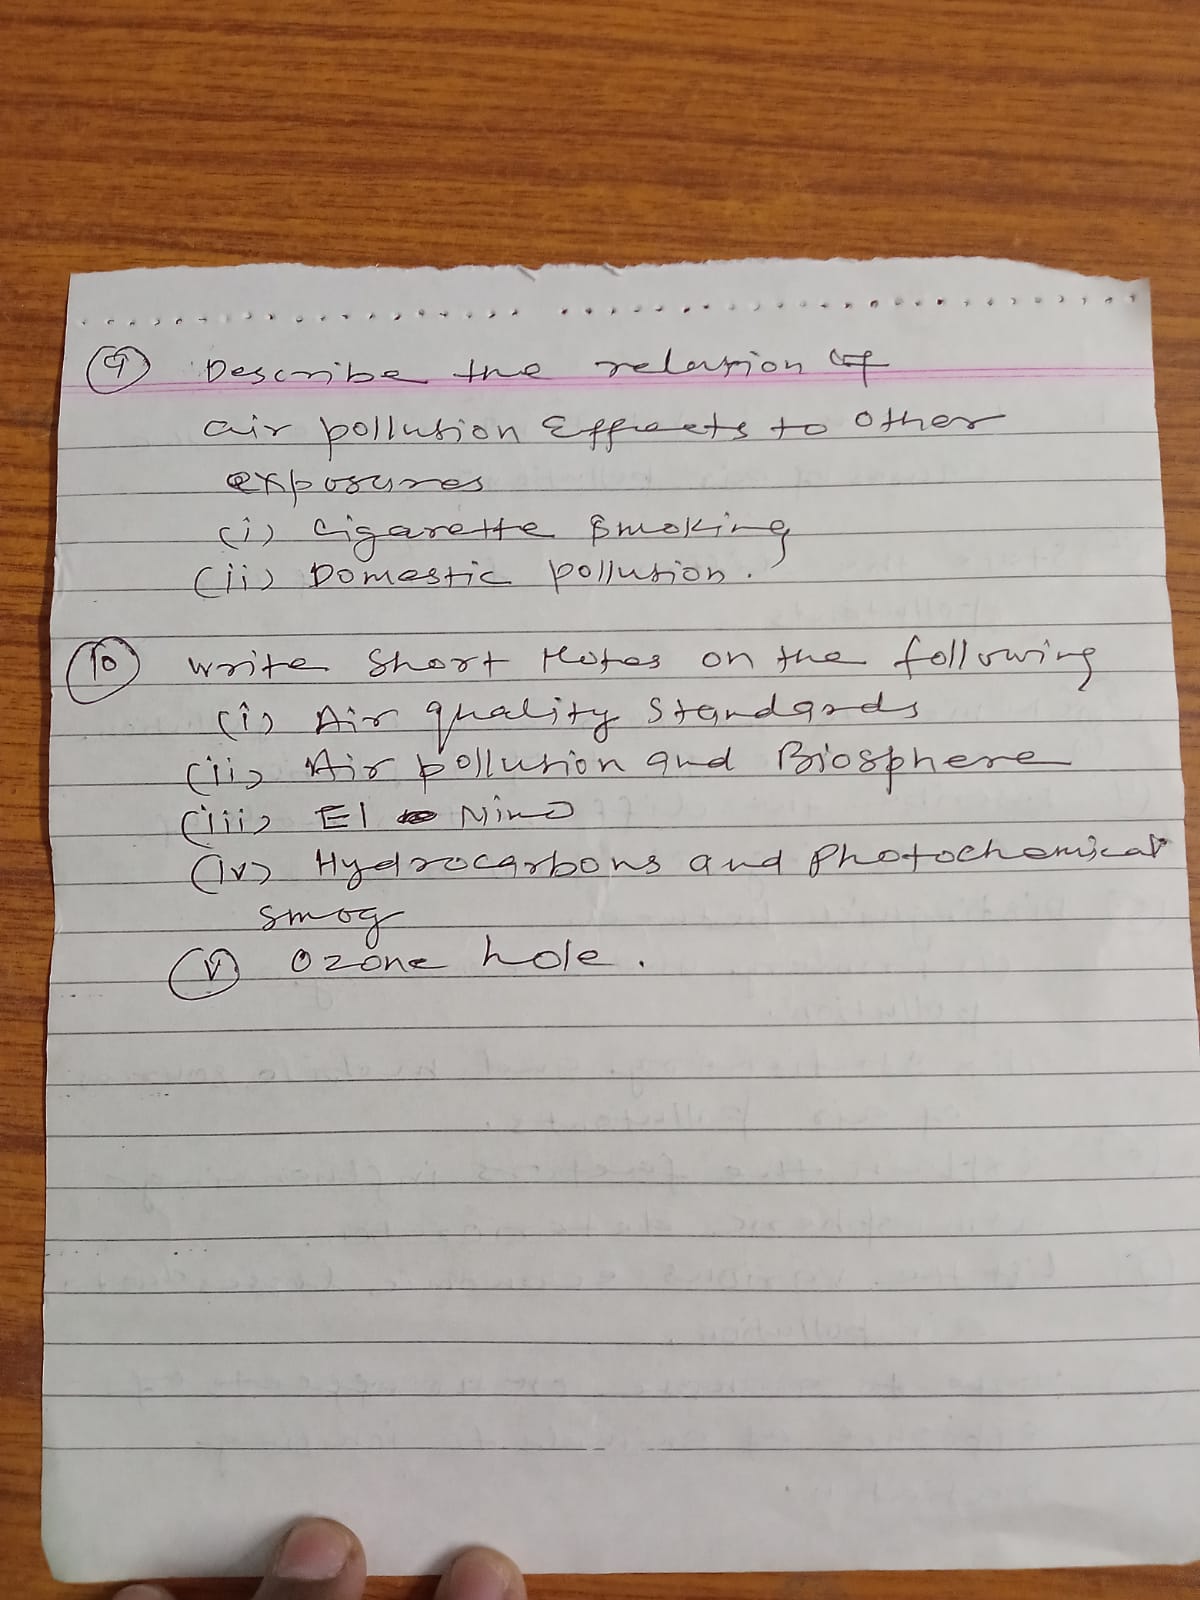 9 Describe the relation of
air pollution Effects to other
exposures
(i) Cigarette Smoking
(ii) Domestic pollution.
10 Write Short Notes on the following
(i) Air quality Standards
(ii) Air pollution and Biosphere
(iii) El Nino
(iv) Hydrocarbons and Photochemical
smog
(v) Ozone hole.